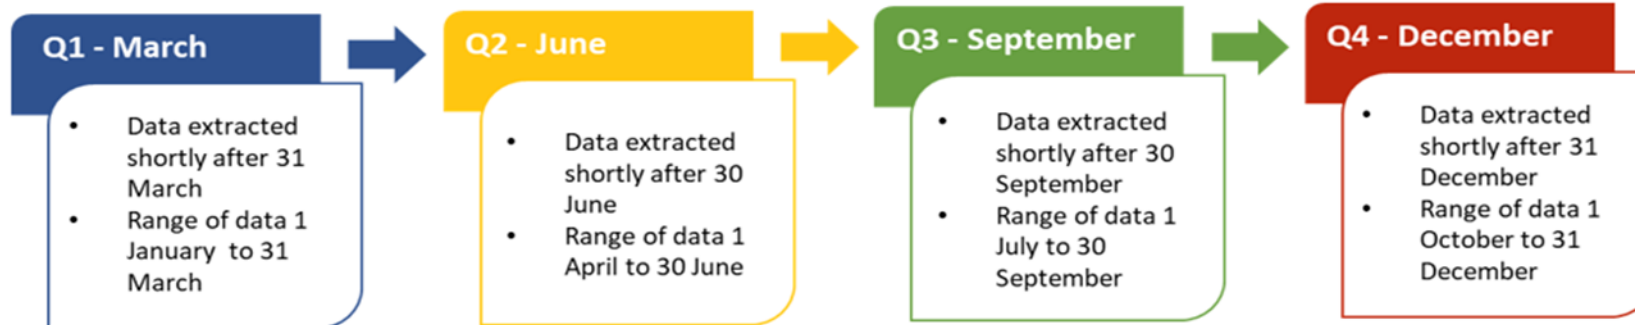 Q1 - March
• Data extracted
shortly after 31
March
• Range of data 1
January to 31
March
Q2 - June
• Data extracted
shortly after 30
June
• Range of data 1
April to 30 June
Q3 - September
• Data extracted
shortly after 30
September
• Range of data 1
July to 30
September
Q4 - December
• Data extracted
shortly after 31
December
• Range of data 1
October to 31
December